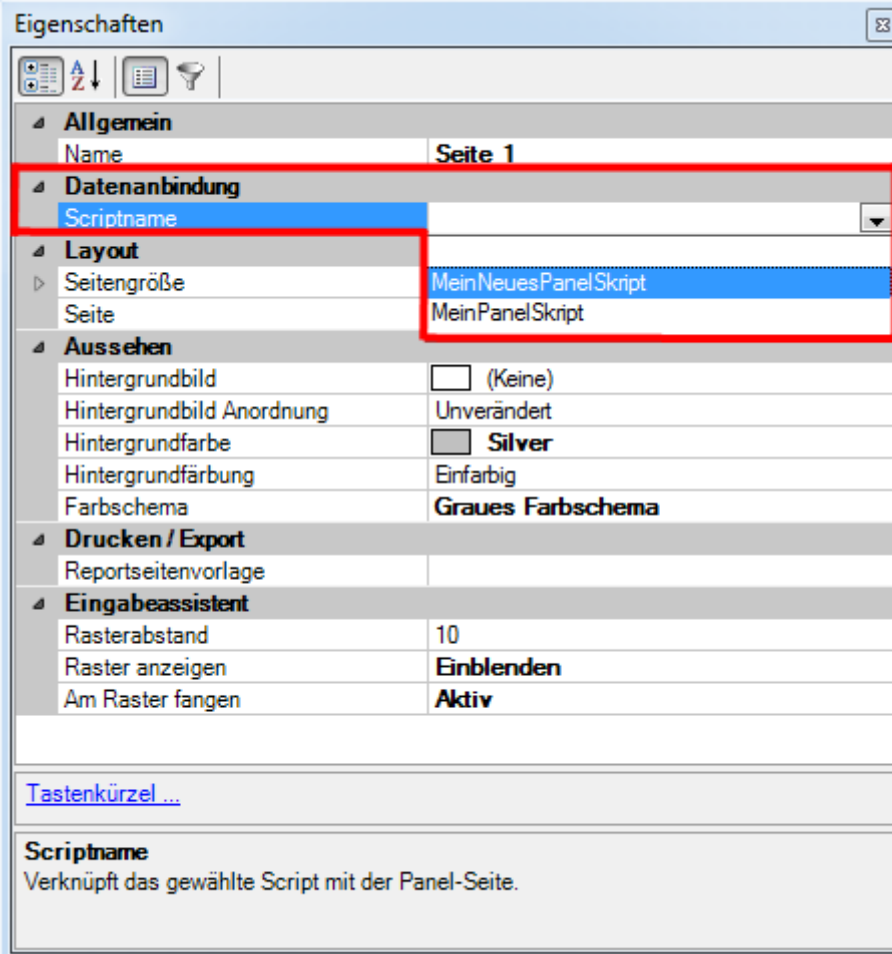 Eigenschaften
Allgemein
Name Seite 1
Datenanbindung
Scriptname
Layout
Seitengröße MeinNeuesPanelSkript
Seite MeinPanelSkript
Aussehen
Hintergrundbild (Keine)
Hintergrundbild Anordnung Unverändert
Hintergrundfarbe Silver
Hintergrundfärbung Einfarbig
Farbschema Graues Farbschema
Drucken / Export
Reportseitenvorlage
Eingabeassistent
Rasterabstand 10
Raster anzeigen Einblenden
Am Raster fangen Aktiv
Tastenkürzel ...
Scriptname
Verknüpft das gewählte Script mit der Panel-Seite.